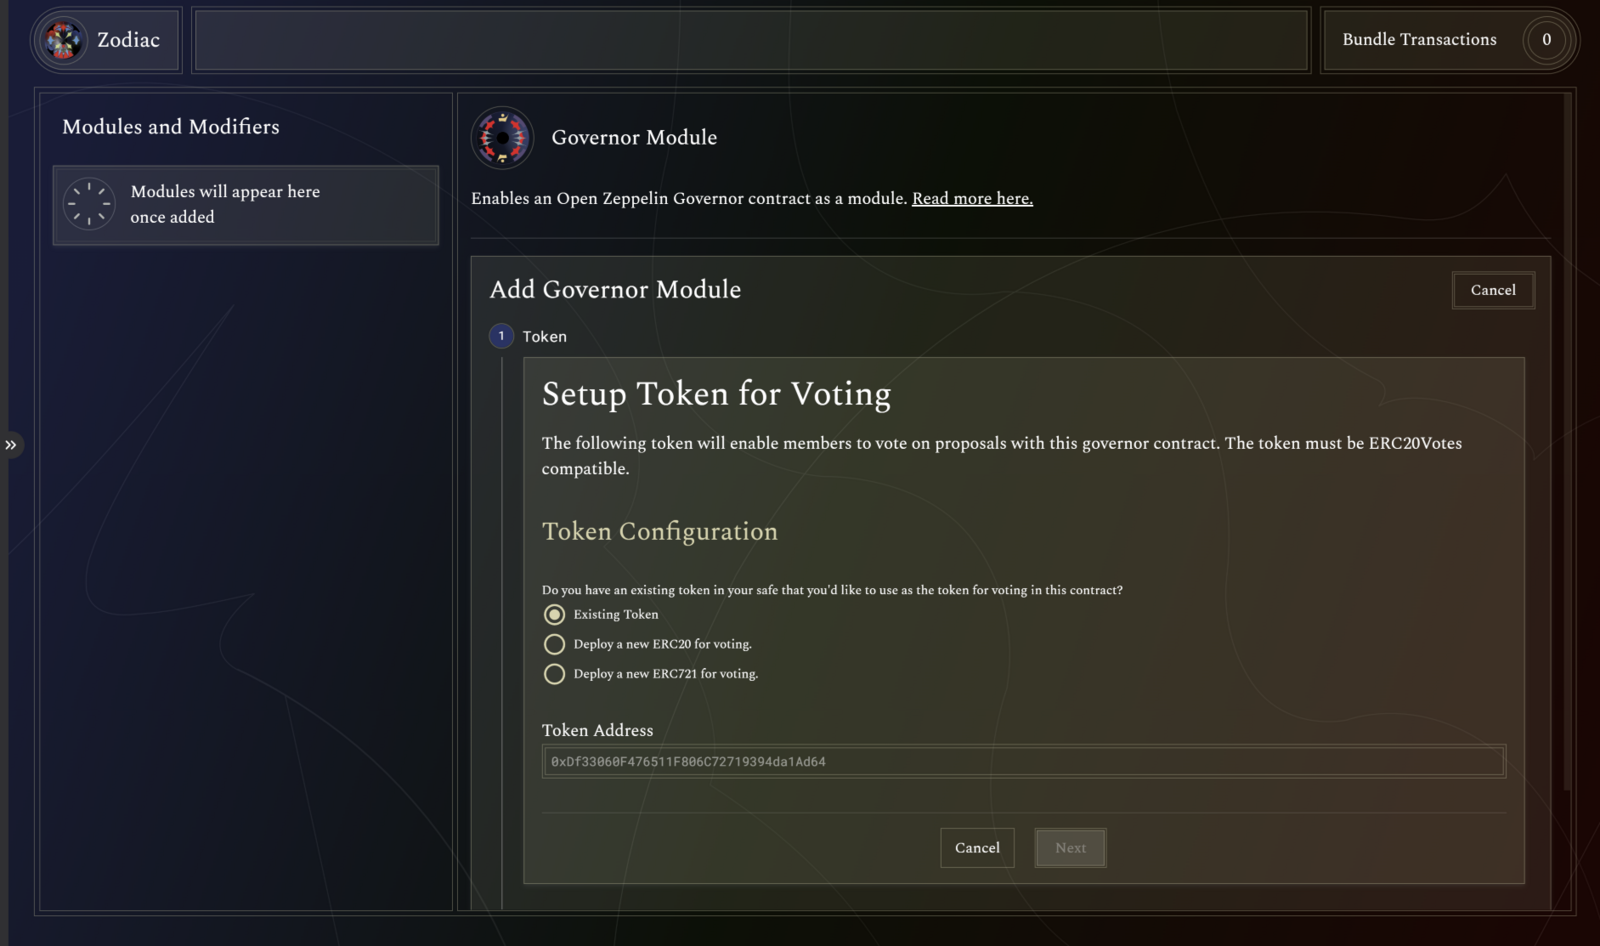 Zodiac
Bundle Transactions
0
Modules and Modifiers
Modules will appear here
once added
Governor Module
Enables an Open Zeppelin Governor contract as a module. Read more here.
Add Governor Module
Cancel
1
Token
Setup Token for Voting
The following token will enable members to vote on proposals with this governor contract. The token must be ERC20Votes
compatible.
Token Configuration
Do you have an existing token in your safe that you'd like to use as the token for voting in this contract?
Existing Token
Deploy a new ERC20 for voting.
Deploy a new ERC721 for voting.
Token Address
0xDf33060F476511F806C72719394da1Ad64
Cancel
Next